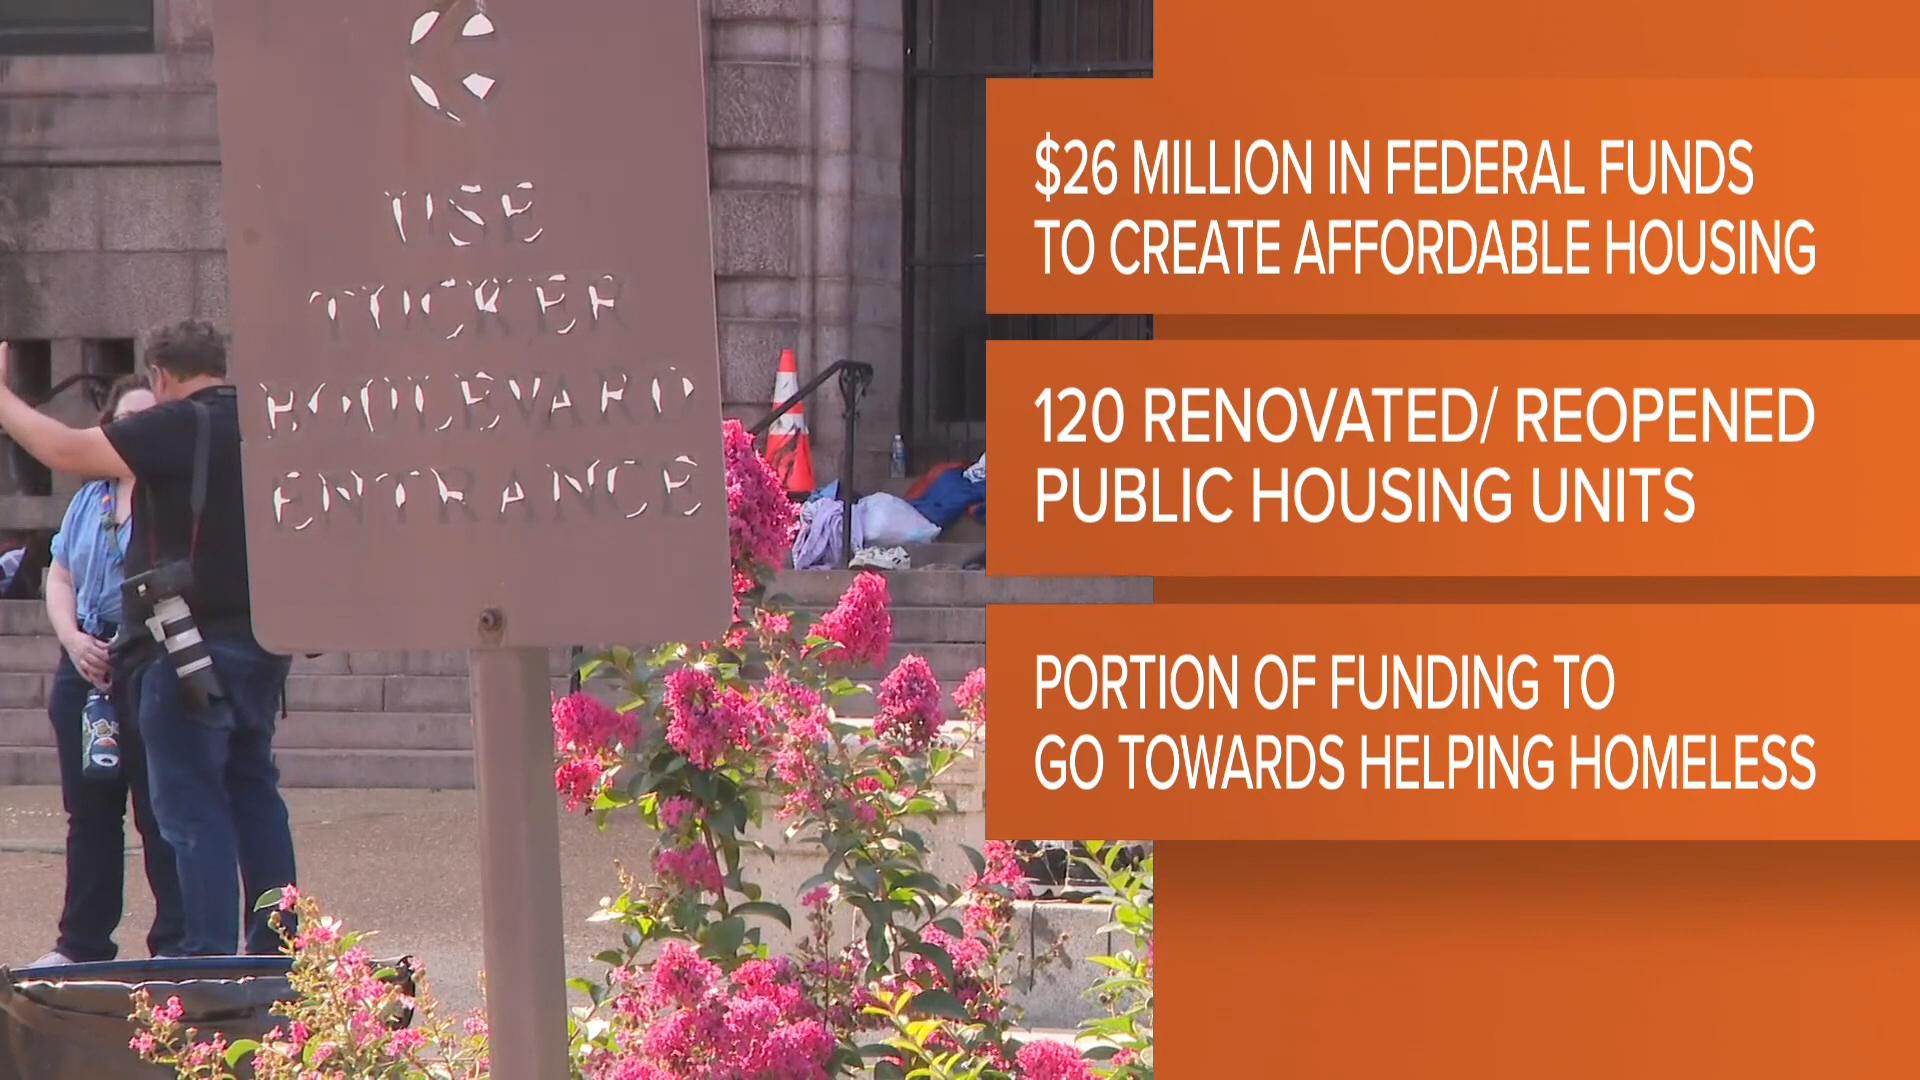 USE
TUCKER
BOULEVARD
ENTRANCE
$26 MILLION IN FEDERAL FUNDS
TO CREATE AFFORDABLE HOUSING
120 RENOVATED/ REOPENED
PUBLIC HOUSING UNITS
PORTION OF FUNDING TO
GO TOWARDS HELPING HOMELESS